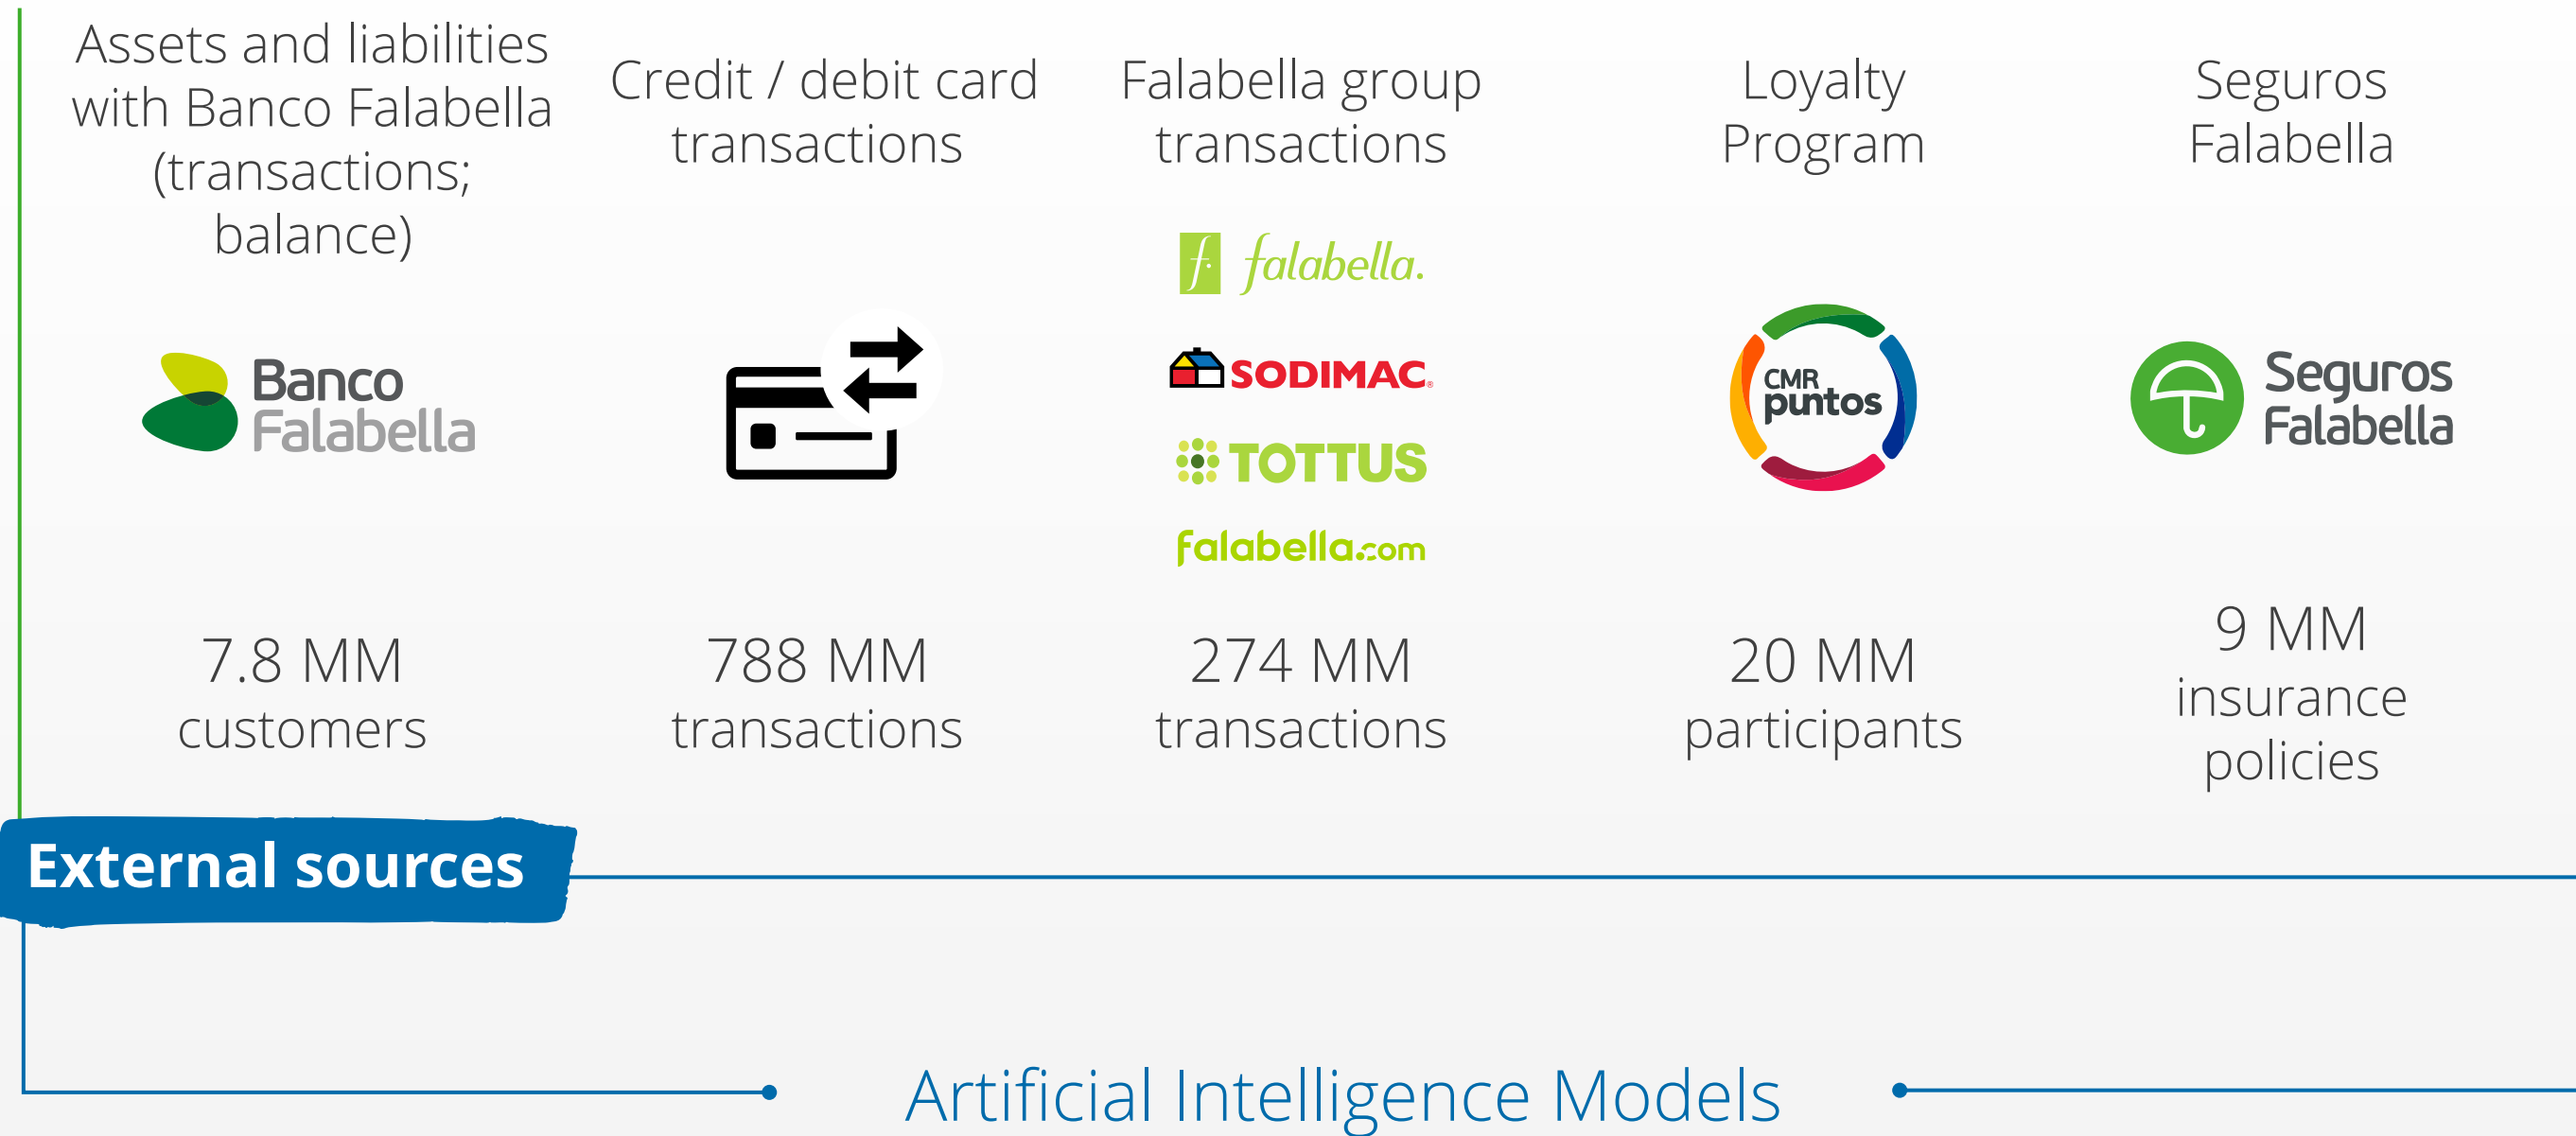 Assets and liabilities
with Banco Falabella
(transactions;
balance)
Banco
Falabella
7.8 MM
customers
Credit / debit card
transactions
788 MM
transactions
Falabella group
transactions
f.
falabella.
SODIMAC®
TOTTUS
falabella.com
274 MM
transactions
Loyalty
Program
CMR
puntos
20 MM
participants
Seguros
Falabella
Seguros
Falabella
9 MM
insurance
policies
External sources
Artificial Intelligence Models